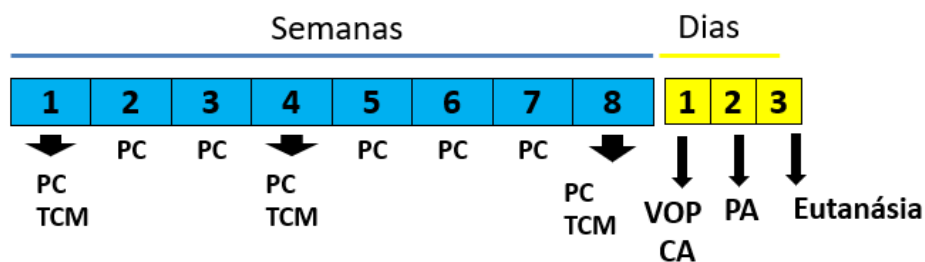 Semanas Dias
1 2 3 4 5 6 7 8 1 2 3
PC PC PC PC PC
PC PC PC
TCM TCM TCM
VOP PA Eutanásia
CA